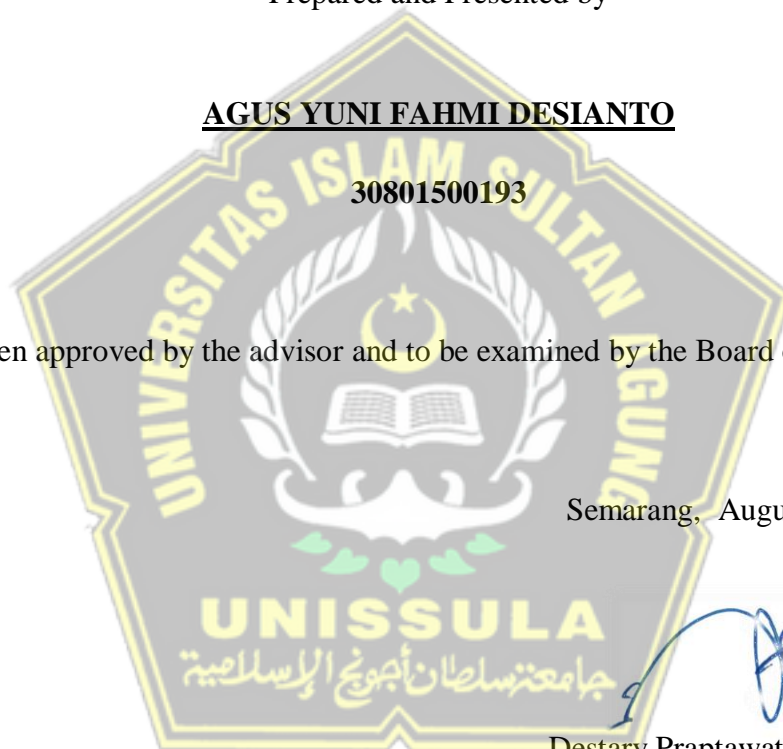 Prepared and Presented by
AGUS YUNI FAHMI DESIANTO
30801500193
UNIVERSITAS ISLAM SULTAN AGUNG
approved by the advisor and to be examined by the Board
Semarang, Augu
UNISSULA
جامعة سلطان أجونج الإسلامية
Destary Praptawat